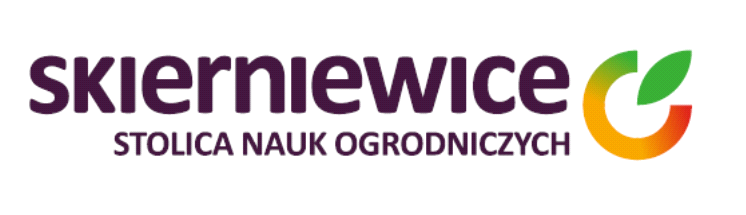 SKIERNIEWICE
STOLICA NAUK OGRODNICZYCH